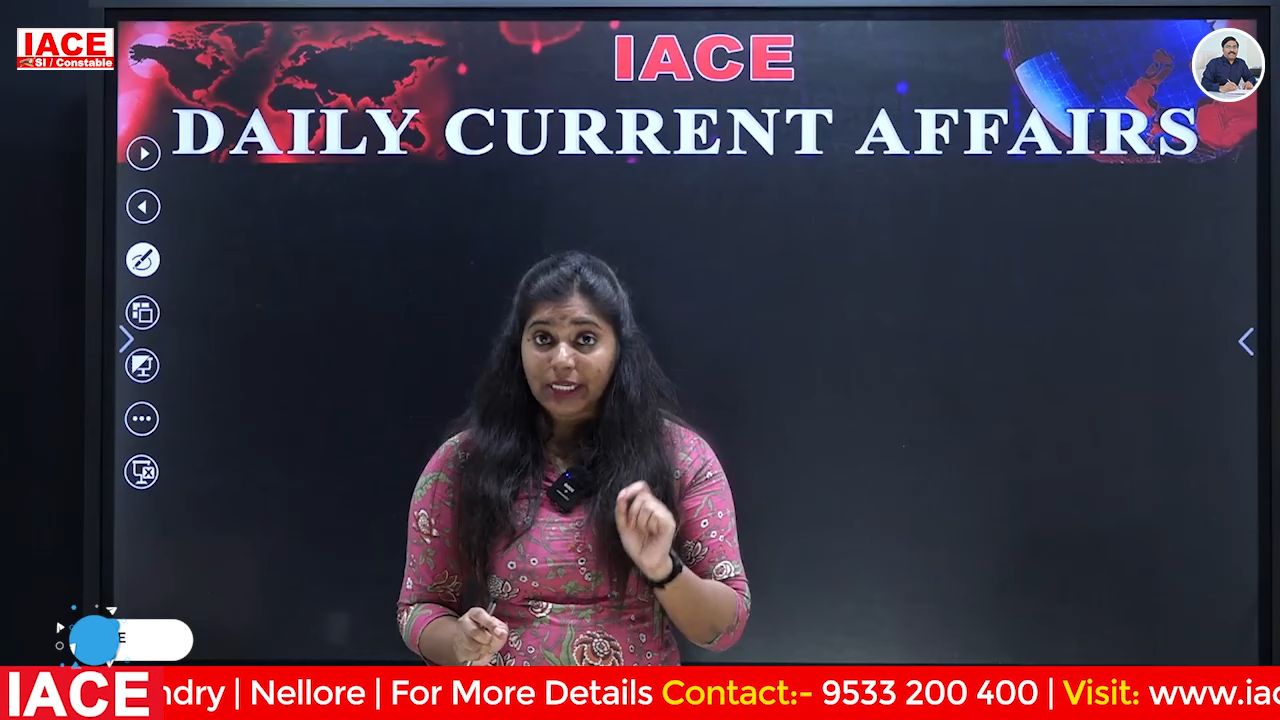 IACE
SI / Constable
IACE
DAILY CURRENT AFFAIRS
E
IACE
ndry | Nellore | For More Details Contact:- 9533 200 400 | Visit: www.iac